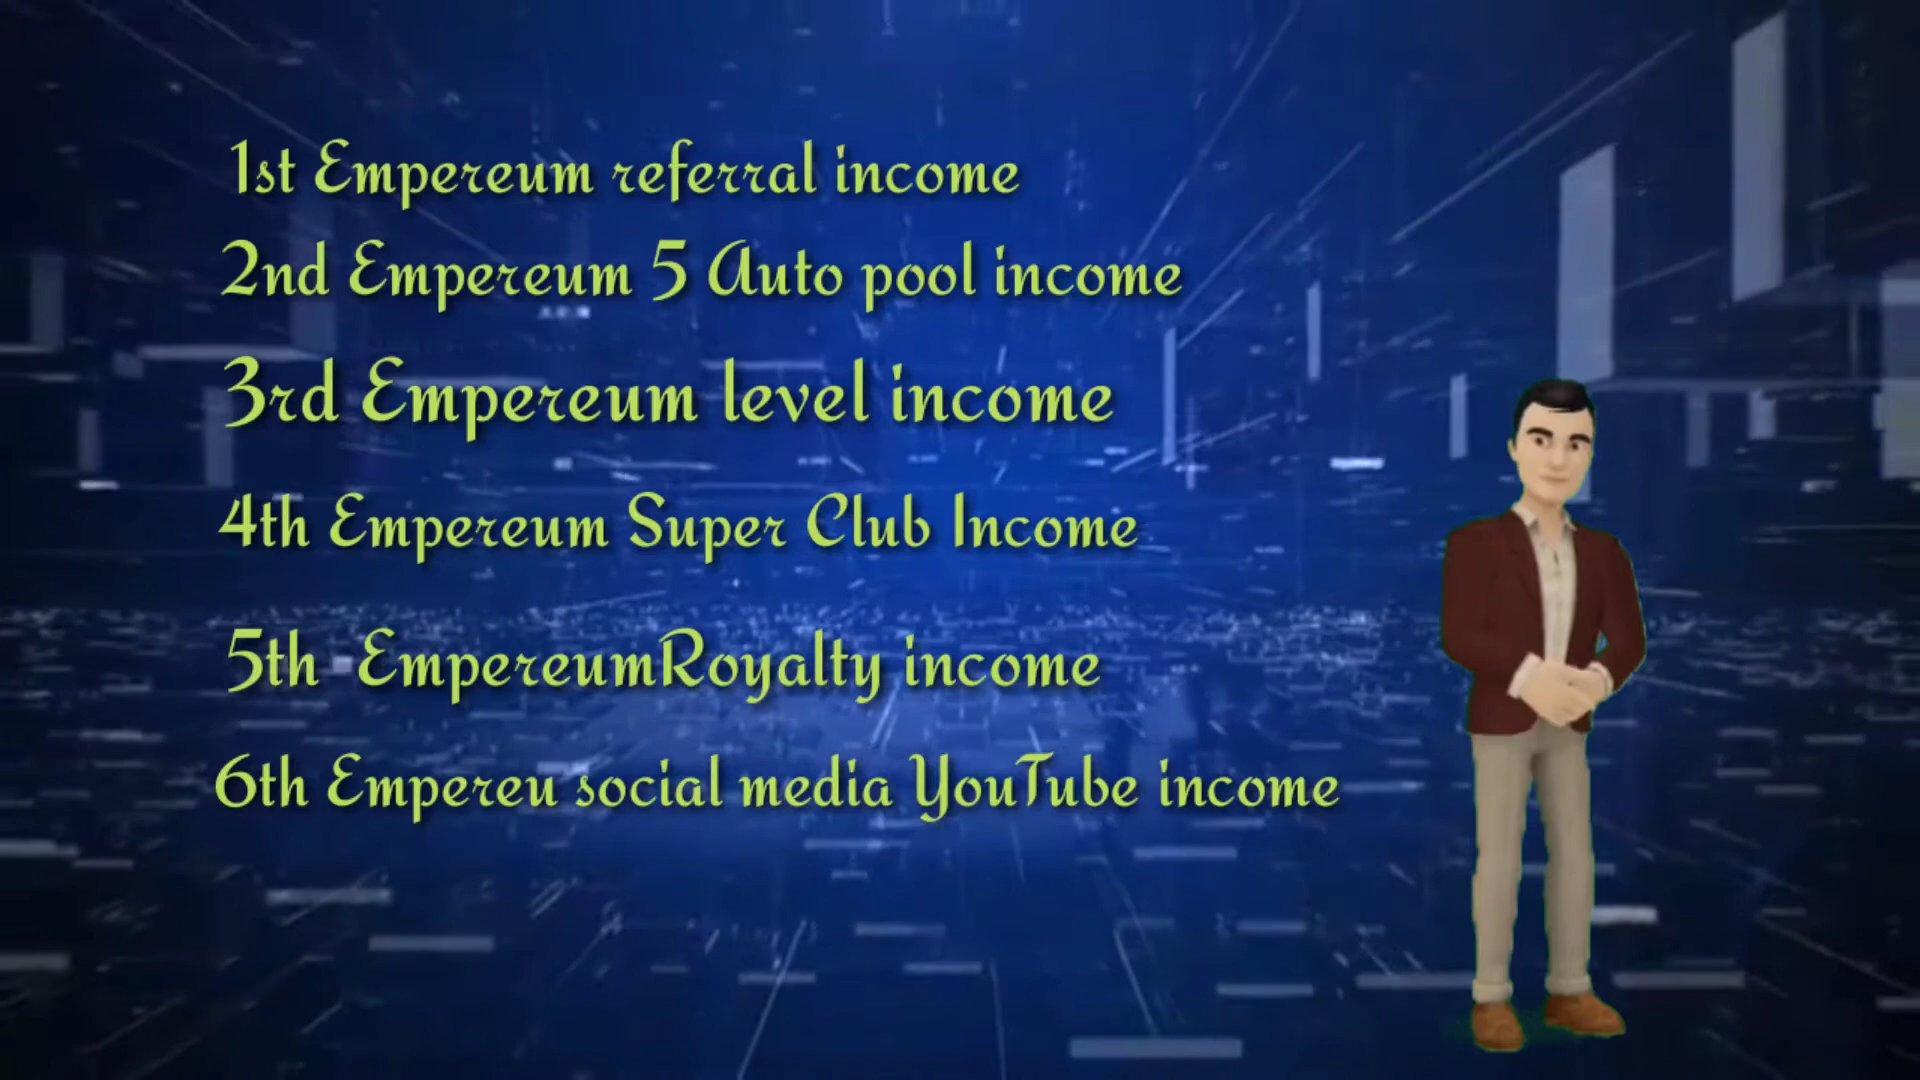 1st Empereum referral income
2nd Empereum 5 Auto pool income
3rd Empereum level income
4th Empereum Super Club Income
5th EmpereumRoyalty income
6th Empereu social media YouTube income